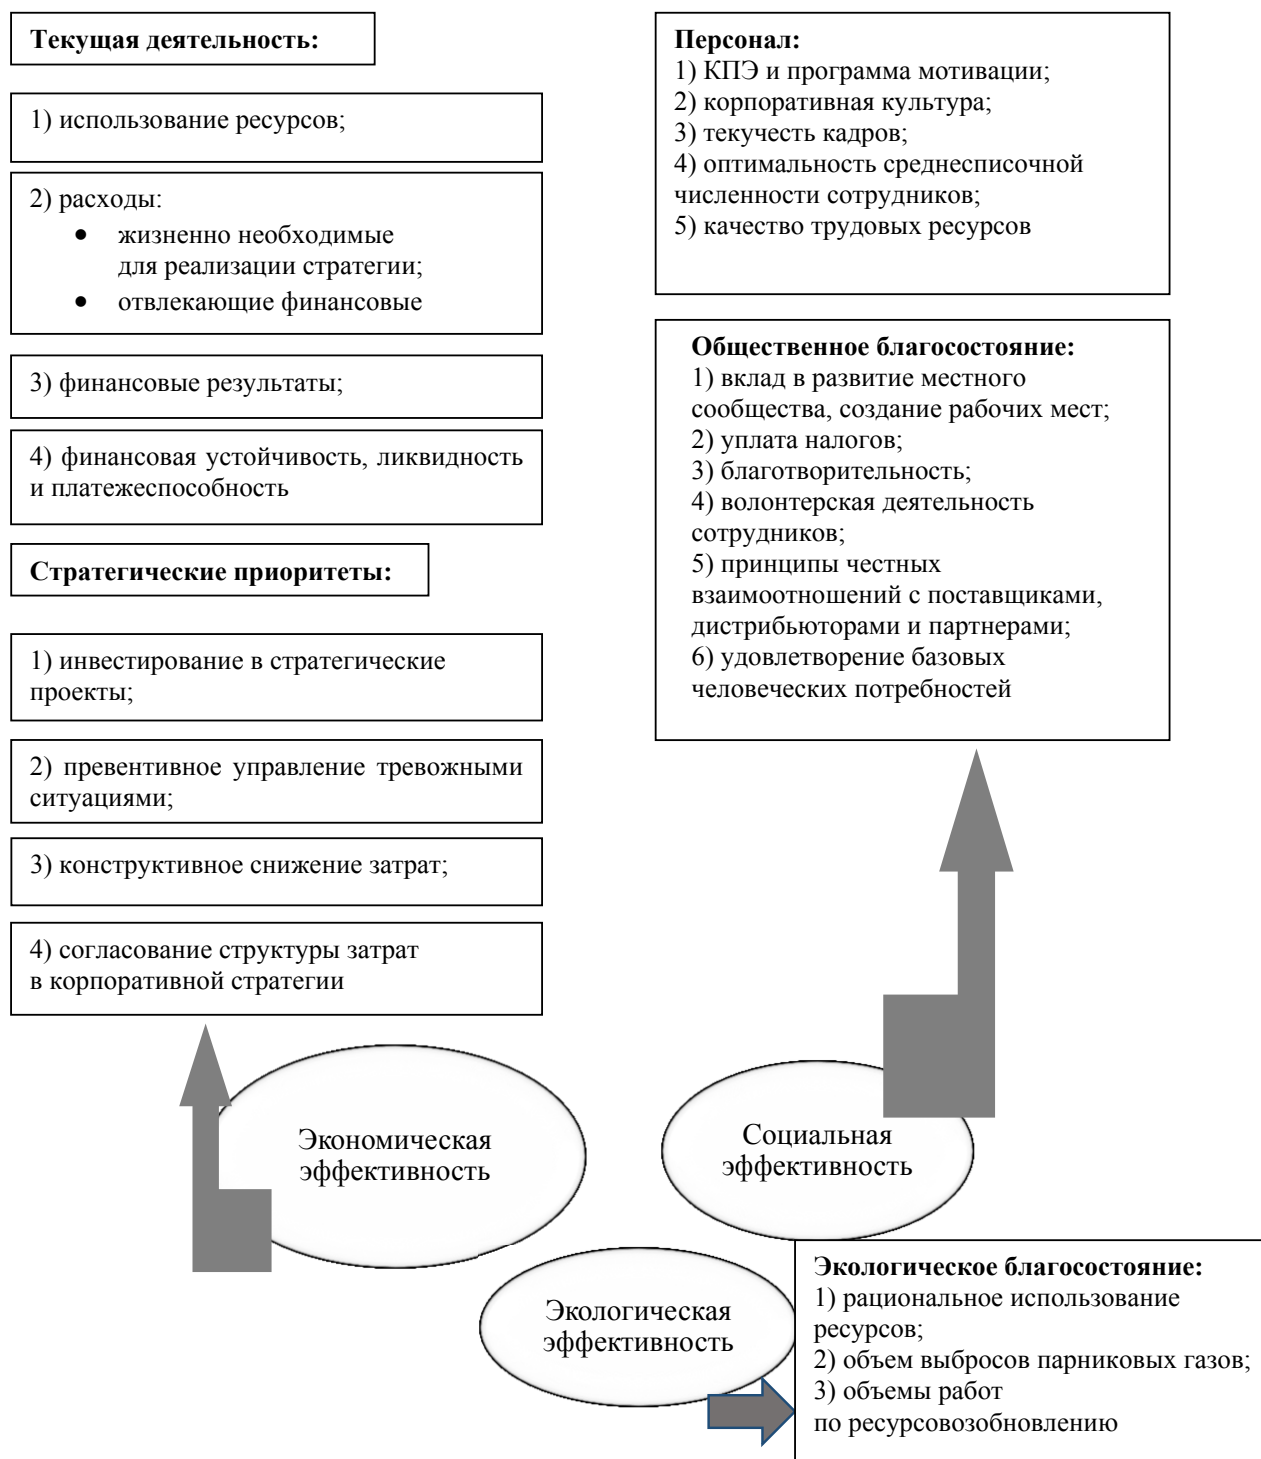 Текущая деятельность:
1) использование ресурсов;
2) расходы:
• жизненно необходимые
для реализации стратегии;
• отвлекающие финансовые
3) финансовые результаты;
4) финансовая устойчивость, ликвидность
и платежеспособность
Стратегические приоритеты:
1) инвестирование в стратегические
проекты;
2) превентивное управление тревожными
ситуациями;
3) конструктивное снижение затрат;
4) согласование структуры затрат
в корпоративной стратегии
Персонал:
1) КПЭ и программа мотивации;
2) корпоративная культура;
3) текучесть кадров;
4) оптимальность среднесписочной
численности сотрудников;
5) качество трудовых ресурсов
Общественное благосостояние:
1) вклад в развитие местного
сообщества, создание рабочих мест;
2) уплата налогов;
3) благотворительность;
4) волонтерская деятельность
сотрудников;
5) принципы честных
взаимоотношений с поставщиками,
дистрибьюторами и партнерами;
6) удовлетворение базовых
человеческих потребностей
Экономическая
эффективность
Социальная
эффективность
Экологическая
эффективность
Экологическое благосостояние:
1) рациональное использование
ресурсов;
2) объем выбросов парниковых газов;
3) объемы работ
по ресурсовозобновлению